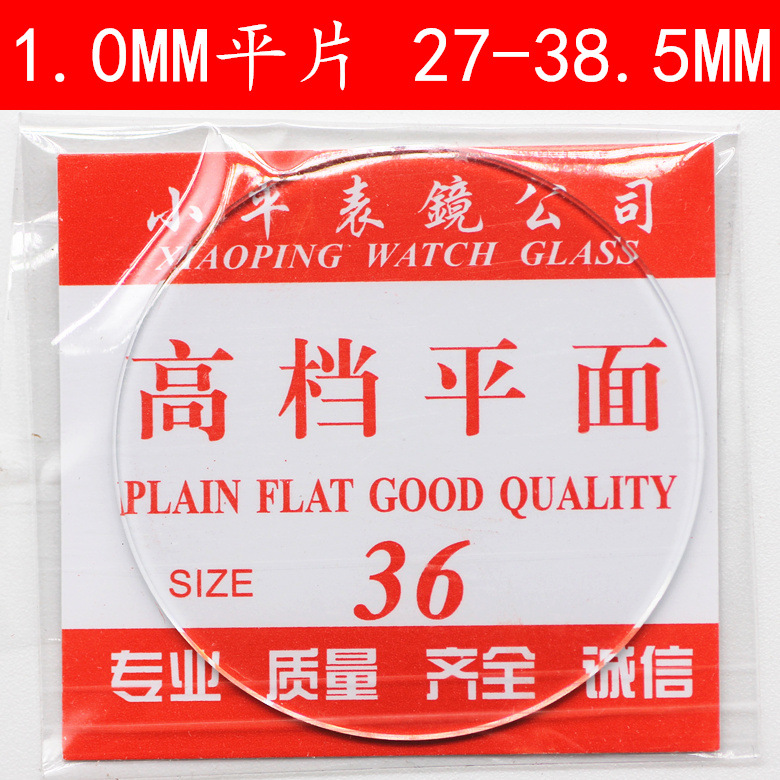 1.0MM平片 27-38.5MM
小平表鏡公司
XIAOPING WATCH GLASS
高档平面
PLAIN FLAT GOOD QUALITY
SIZE 36
专业 质量 齐全 诚信